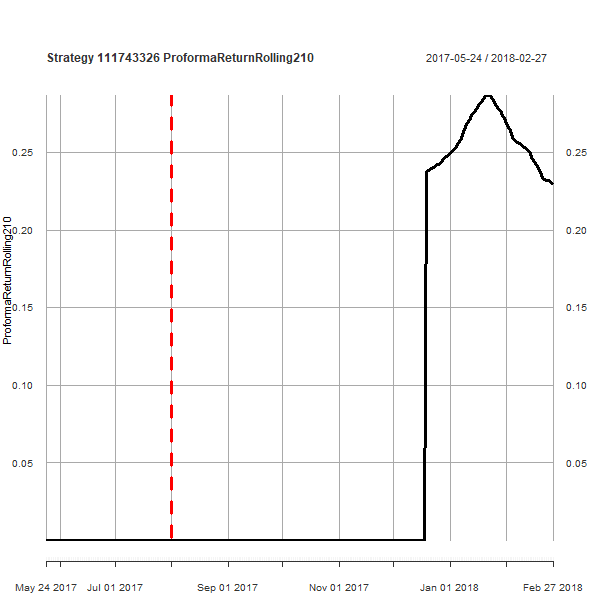 Strategy 111743326 ProformaReturnRolling210
2017-05-24 / 2018-02-27
ProformaReturnRolling210
0.25
0.25
0.20
0.20
0.15
0.15
0.10
0.10
0.05
0.05
May 24 2017
Jul 01 2017
Sep 01 2017
Nov 01 2017
Jan 01 2018
Feb 27 2018